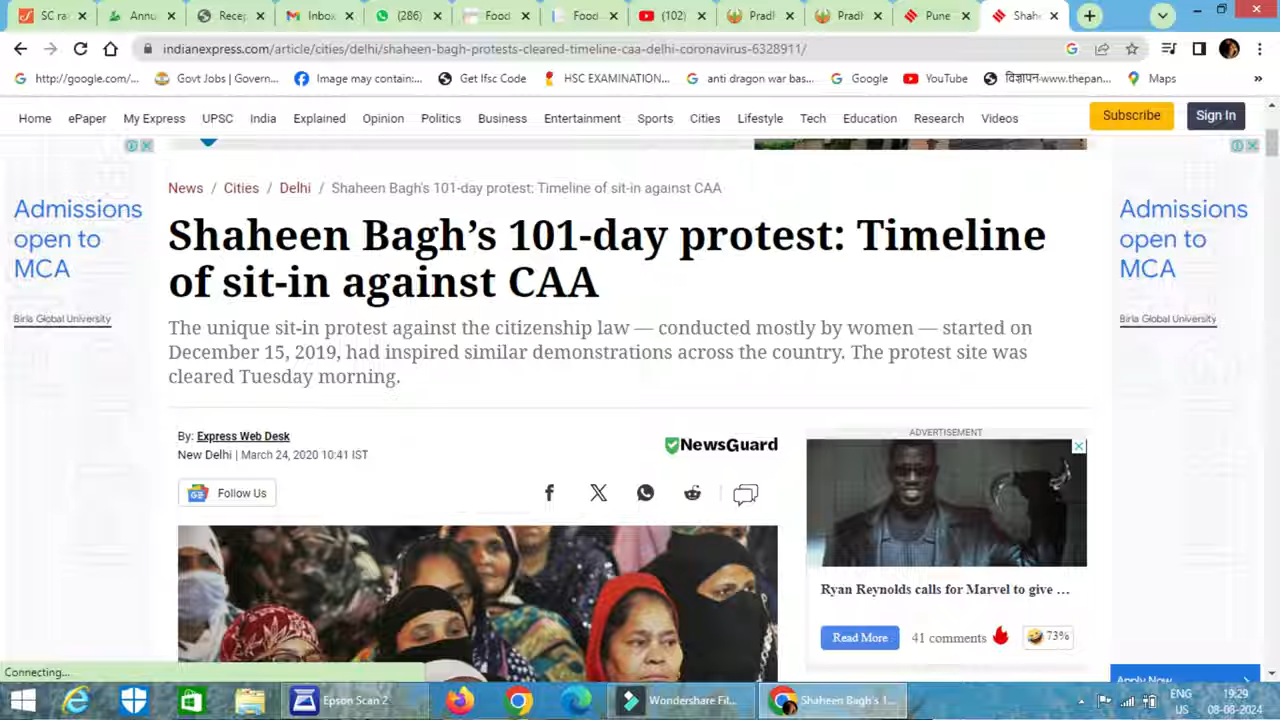 SC ra
Annu
Recep
Inbox
(286)
Food
Food
(102)
Pradh
Pradh
Pune
Shahe
indianexpress.com/article/cities/delhi/shaheen-bagh-protests-cleared-timeline-caa-delhi-coronavirus-6328911/
http://google.com/...
Govt Jobs | Govern...
Image may contain:...
Get Ifsc Code
HSC EXAMINATION...
anti dragon war bas...
Google
YouTube
विज्ञापन-www.thepan...
Maps
»
Home ePaper My Express UPSC India Explained Opinion Politics Business Entertainment Sports Cities Lifestyle Tech Education Research Videos
Subscribe
Sign In
News / Cities / Delhi / Shaheen Bagh's 101-day protest: Timeline of sit-in against CAA
Shaheen Bagh’s 101-day protest: Timeline
of sit-in against CAA
The unique sit-in protest against the citizenship law — conducted mostly by women — started on
December 15, 2019, had inspired similar demonstrations across the country. The protest site was
cleared Tuesday morning.
Admissions
open to
MCA
Birla Global University
Admissions
open to
MCA
Birla Global University
By: Express Web Desk
New Delhi | March 24, 2020 10:41 IST
NewsGuard
Follow Us
ADVERTISEMENT
Ryan Reynolds calls for Marvel to give ...
Read More
41 comments
73%
Apply Now
Connecting...
Epson Scan 2
Wondershare Fil...
Shaheen Bagh's 1...
ENG
US
19:29
08-08-2024